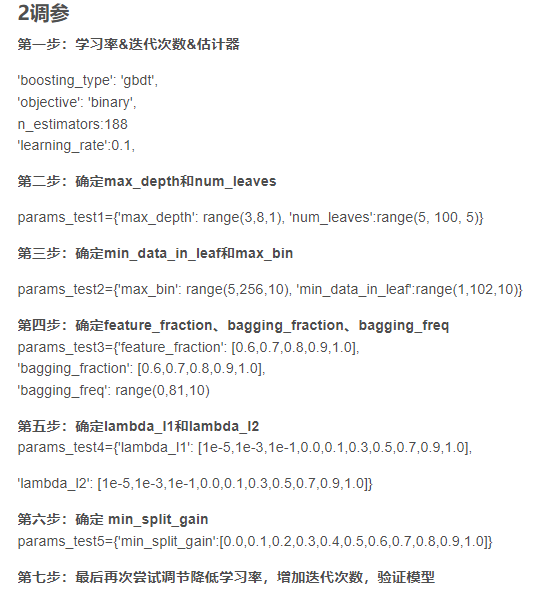 2调参
第一步：学习率&迭代次数&估计器
'boosting_type': 'gbdt',
'objective': 'binary',
n_estimators:188
'learning_rate':0.1,
第二步：确定max_depth和num_leaves
params_test1={'max_depth': range(3,8,1), 'num_leaves':range(5, 100, 5)}
第三步：确定min_data_in_leaf和max_bin
params_test2={'max_bin': range(5,256,10), 'min_data_in_leaf':range(1,102,10)}
第四步：确定feature_fraction、bagging_fraction、bagging_freq
params_test3={'feature_fraction': [0.6,0.7,0.8,0.9,1.0],
'bagging_fraction': [0.6,0.7,0.8,0.9,1.0],
'bagging_freq': range(0,81,10)
第五步：确定lambda_l1和lambda_l2
params_test4={'lambda_l1': [1e-5,1e-3,1e-1,0.0,0.1,0.3,0.5,0.7,0.9,1.0],
'lambda_l2': [1e-5,1e-3,1e-1,0.0,0.1,0.3,0.5,0.7,0.9,1.0]}
第六步：确定 min_split_gain
params_test5={'min_split_gain':[0.0,0.1,0.2,0.3,0.4,0.5,0.6,0.7,0.8,0.9,1.0]}
第七步：最后再次尝试调节降低学习率，增加迭代次数，验证模型